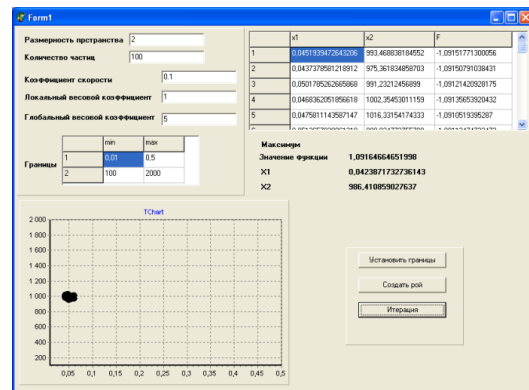 Form1
Размерность прстранства 2
Количество частиц 100
Коэффициент скорости 0.1
Локальный весовой коэффициент 1
Глобальный весовой коэффициент 5
Границы
min max
1 0,01 0,5
2 100 2000
x1 x2 F
1 0,0451939472643206 993,468838184552 -1,09151771300056
2 0,0437379581218912 975,361834858703 -1,09150791038431
3 0,0501785262665868 991,23212456899 -1,09121420928175
4 0,0468362051856618 1002,35453011159 -1,09135653920432
5 0,0475811143587147 1016,33154174333 -1,0910519395287
Максимум
Значение фрукции 1,09164664651998
X1 0,0423871732736143
X2 986,410859027637
TChart
2 000
1 800
1 600
1 400
1 200
1 000
800
600
400
200
0,05 0,1 0,15 0,2 0,25 0,3 0,35 0,4 0,45 0,5
Установить границы
Создать рой
Итерация